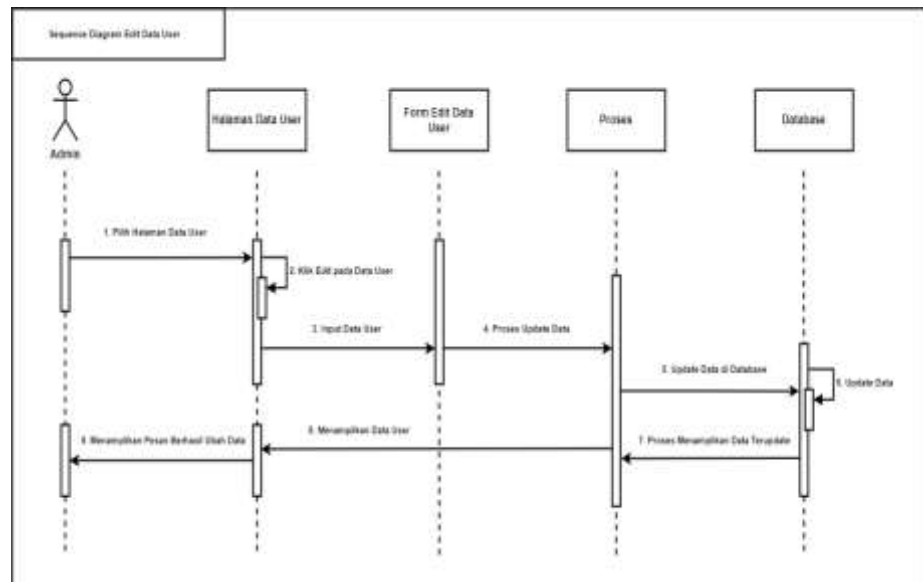 Sequence Diagram Edit Data User
Halaman Data User
Form Edit Data
User
Proses
Database
Admin
1. Pilih Halaman Data User
2. Klik Edit pada Data User
3. Input Data User
4. Proses Update Data
5. Update Data di Database
6. Update Data
7. Proses Menampilkan Data Terupdate
8. Menampilkan Data User
9. Menampilkan Pesan Berhasil Ubah Data